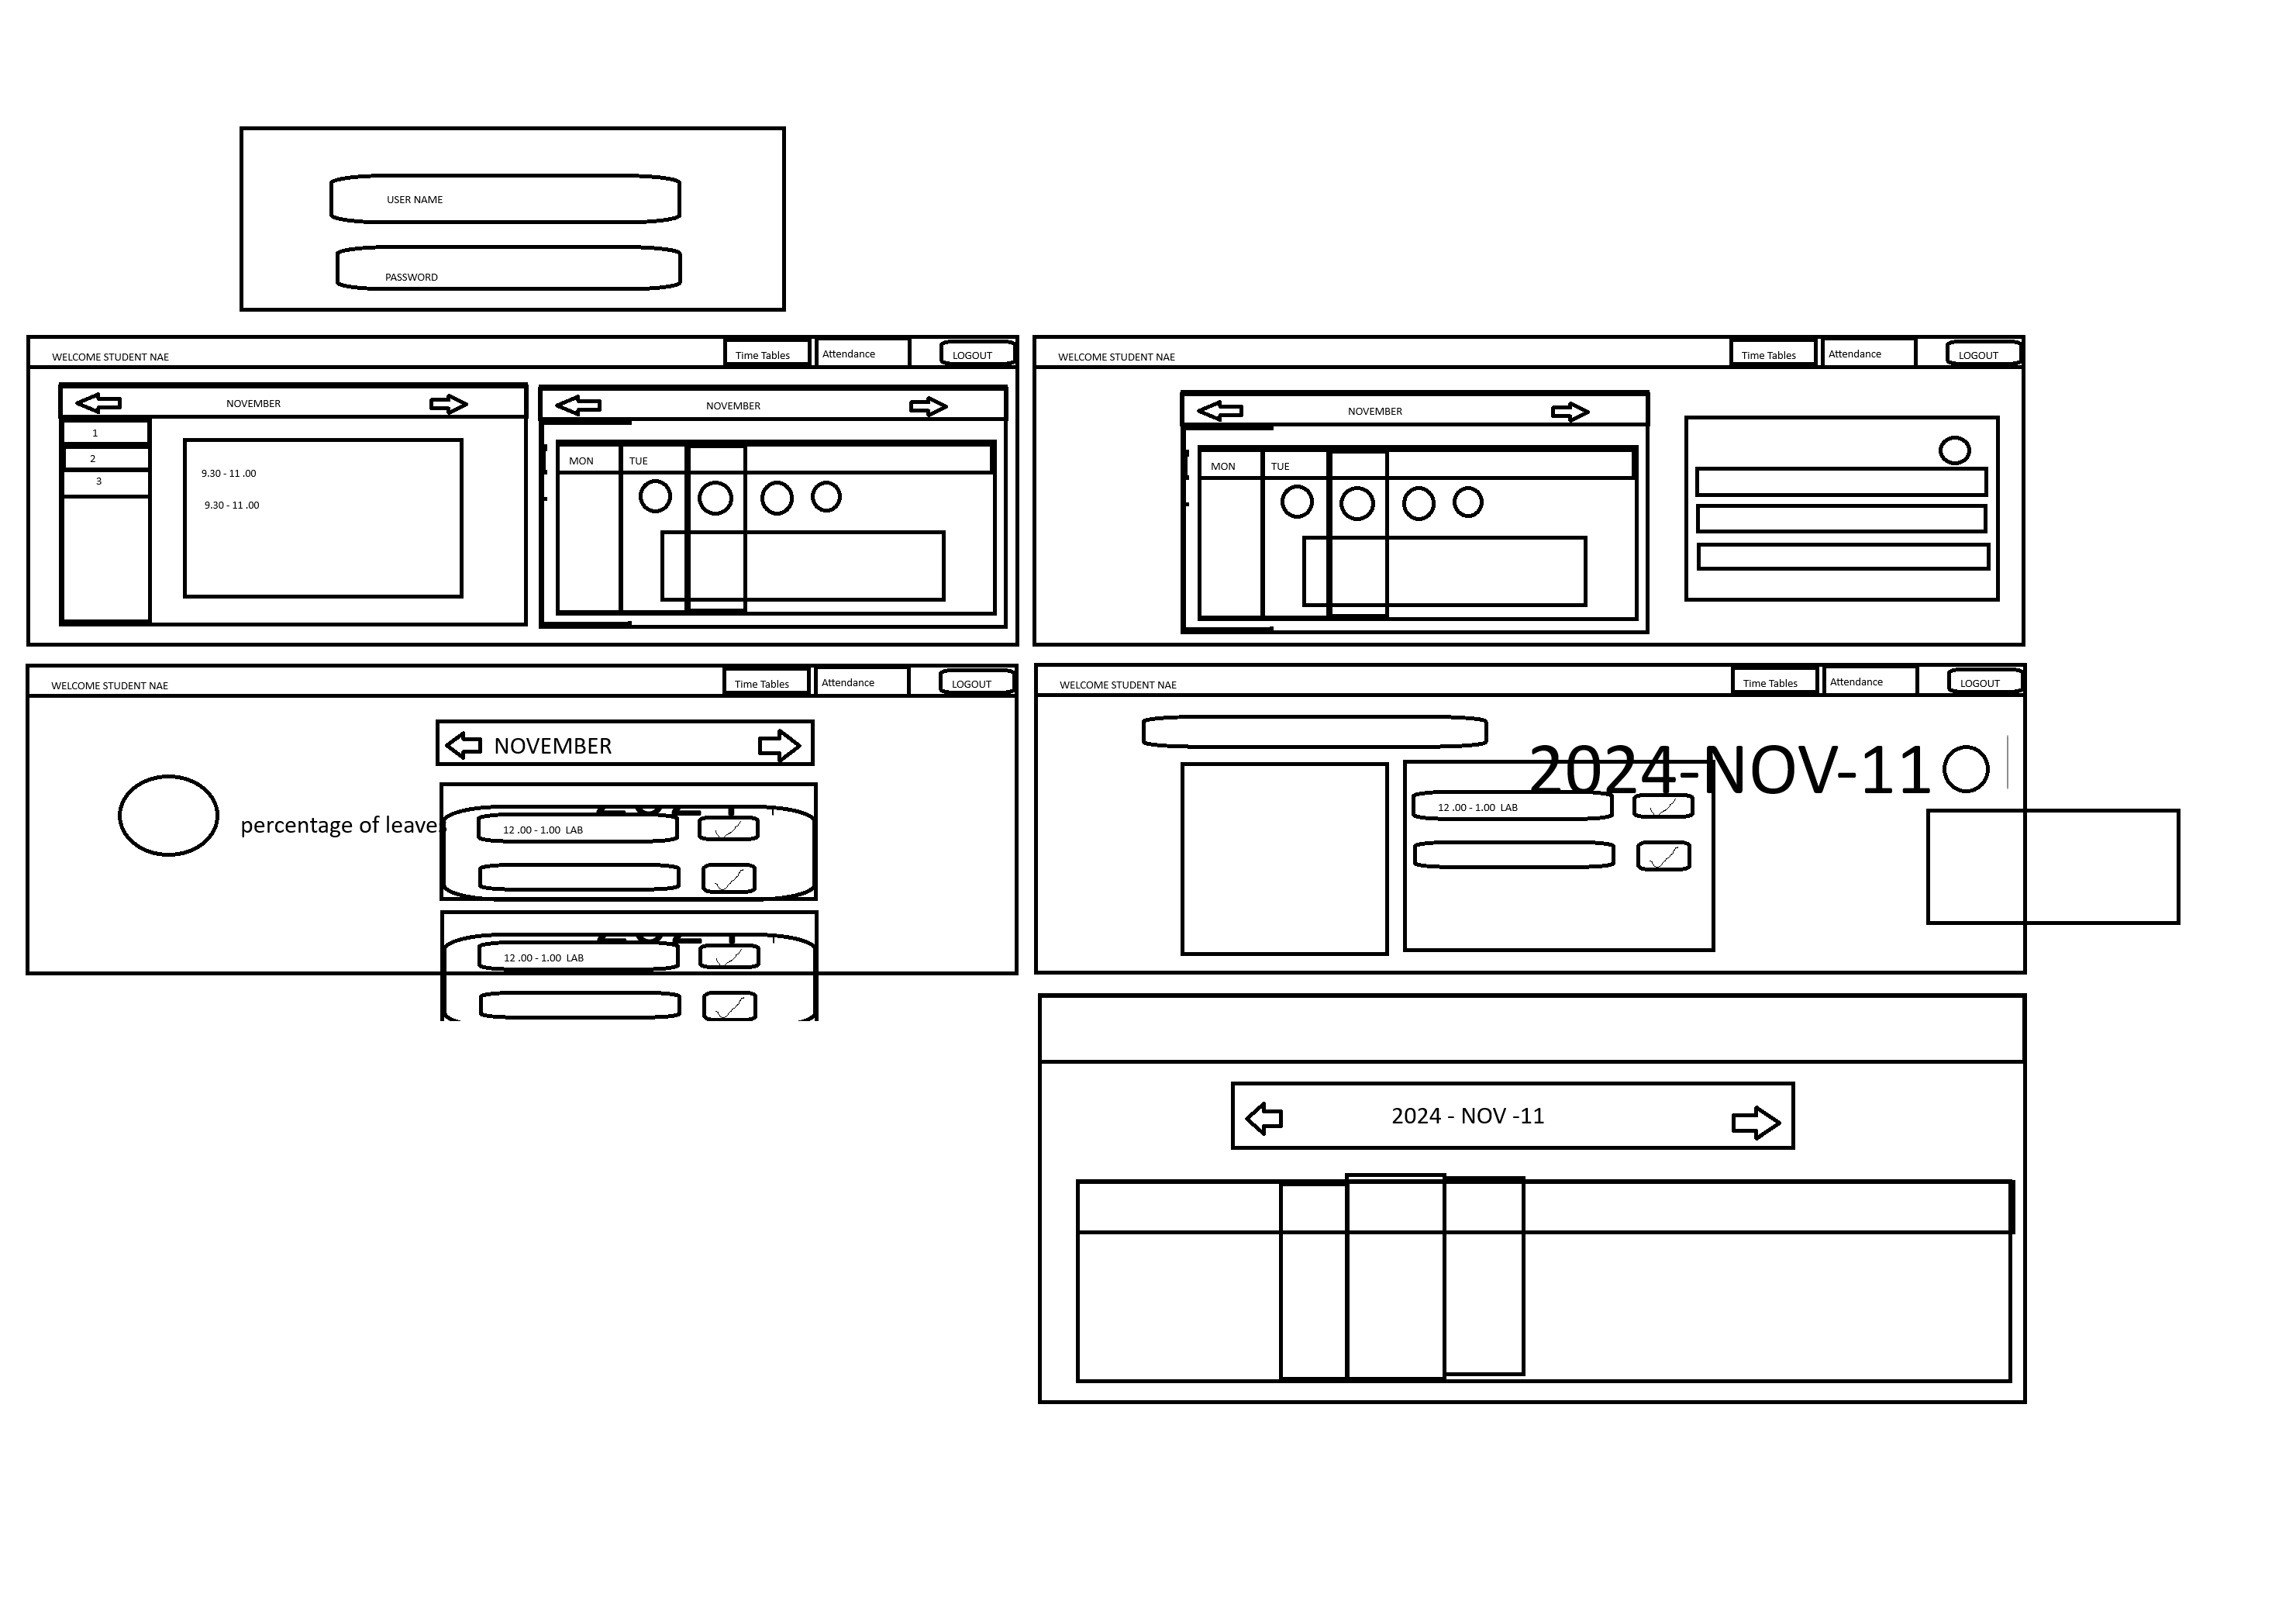 USER NAME
PASSWORD
WELCOME STUDENT NAE
Time Tables
Attendance
LOGOUT
NOVEMBER
1
2
3
9.30 - 11 .00
9.30 - 11 .00
NOVEMBER
MON
TUE
WELCOME STUDENT NAE
Time Tables
Attendance
LOGOUT
NOVEMBER
MON
TUE
WELCOME STUDENT NAE
Time Tables
Attendance
LOGOUT
NOVEMBER
percentage of leaves
12 .00 - 1.00 LAB
12 .00 - 1.00 LAB
WELCOME STUDENT NAE
Time Tables
Attendance
LOGOUT
2024-NOV-11
12 .00 - 1.00 LAB
2024 - NOV -11